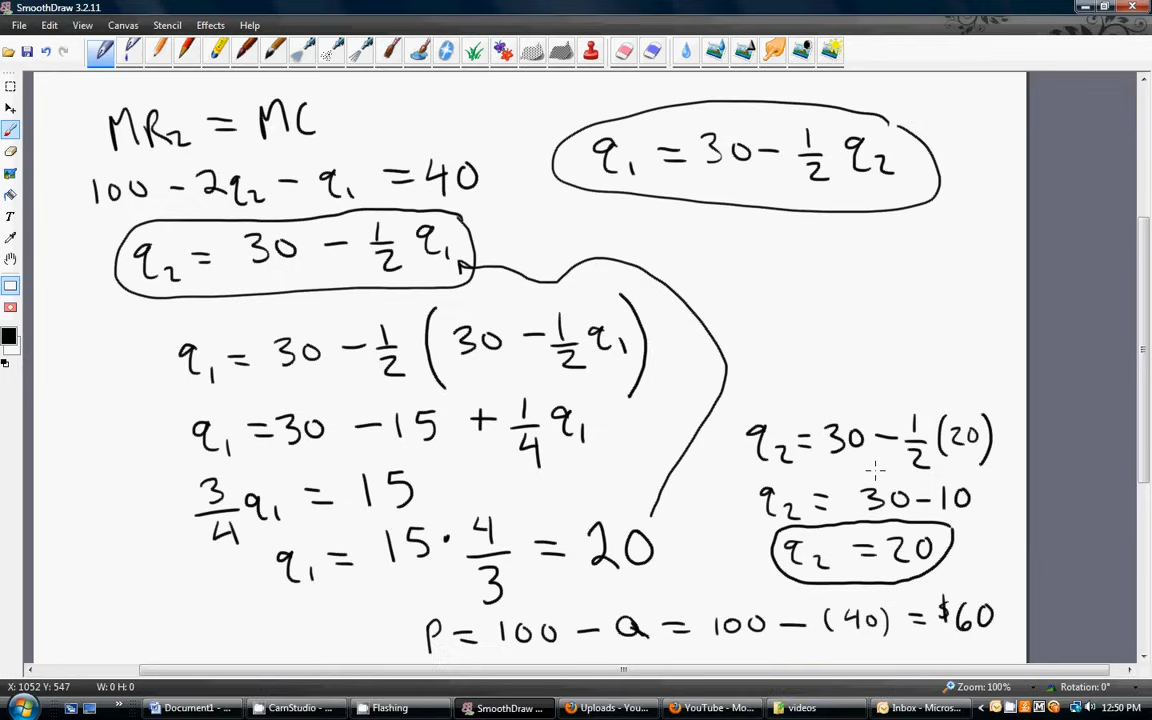 SmoothDraw 3.2.11
File Edit View Canvas Stencil Effects Help
MR₂ = MC
100 - 2q₂ - q₁ = 40
q₂ = 30 - 1/2 q₁
q₁ = 30 - 1/2 q₂
q₁ = 30 - 1/2 (30 - 1/2 q₁)
q₁ = 30 - 15 + 1/4 q₁
3/4 q₁ = 15
q₁ = 15 · 4/3 = 20
q₂ = 30 - 1/2 (20)
q₂ = 30 - 10
q₂ = 20
P = 100 - Q = 100 - (40) = $60
X: 1052 Y: 547 W: 0 H: 0 Zoom: 100% Rotation: 0°
Document1 - ... CamStudio - ... Flashing SmoothDraw ... Uploads - You... YouTube - Mo... videos Inbox - Micros... 12:50 PM